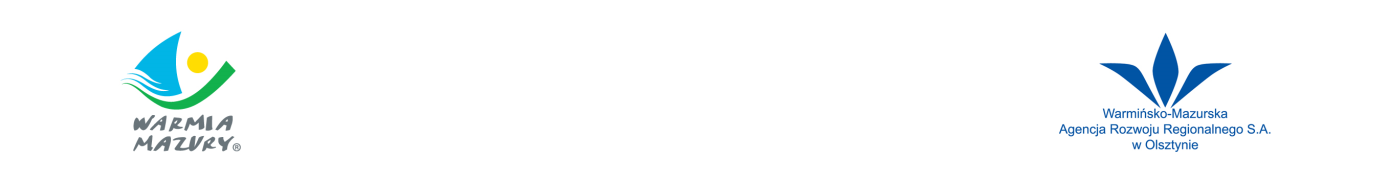 WARMIA
MAZURY®
Warmińsko-Mazurska
Agencja Rozwoju Regionalnego S.A.
w Olsztynie